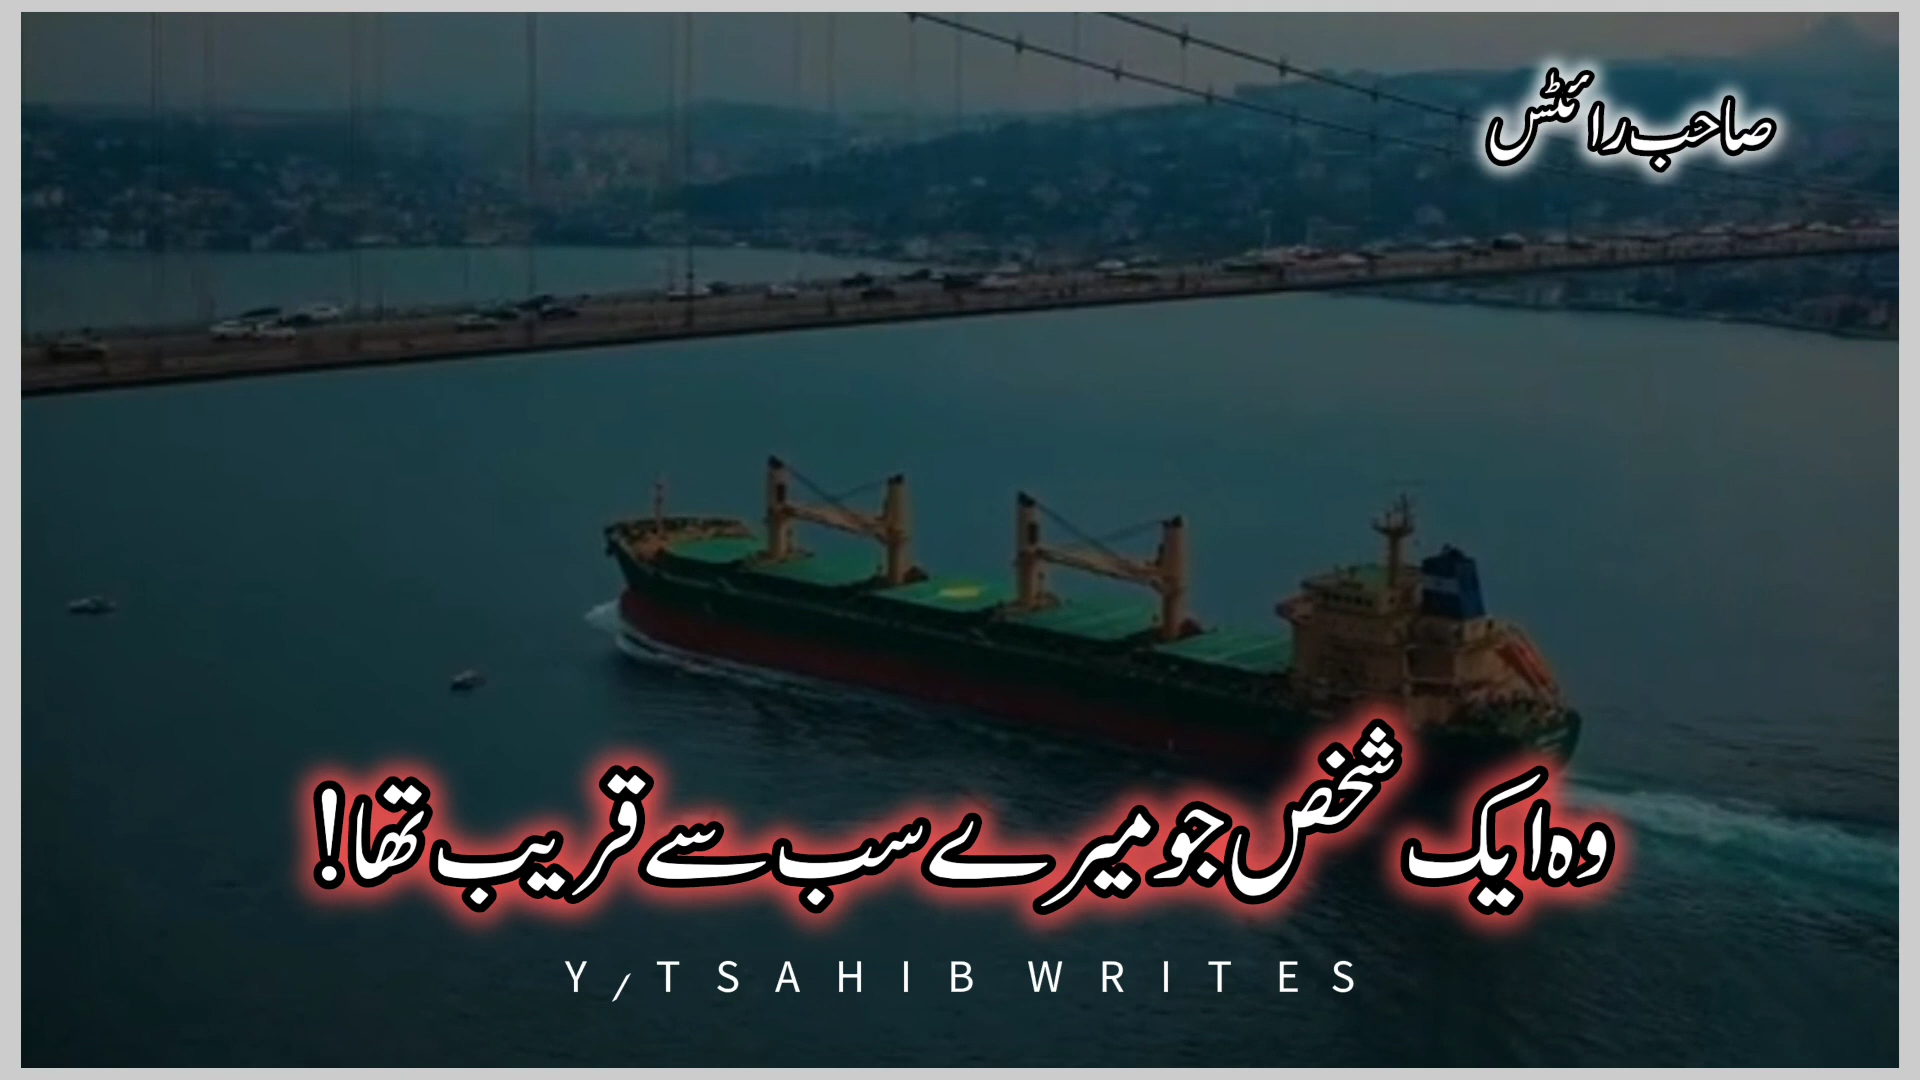 صاحب رائٹس
وہ ایک شخص جو میرے سب سے قریب تھا!
Y/T SAHIB WRITES